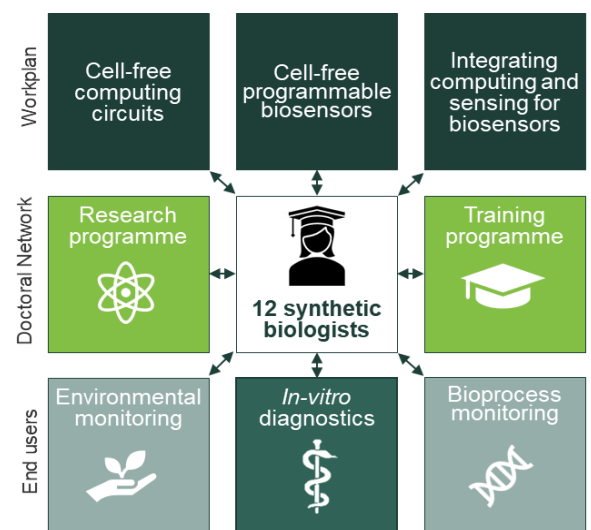 Workplan
Cell-free
computing
circuits
Cell-free
programmable
biosensors
Integrating
computing and
sensing for
biosensors
Doctoral Network
Research
programme
12 synthetic
biologists
Training
programme
End users
Environmental
monitoring
In-vitro
diagnostics
Bioprocess
monitoring